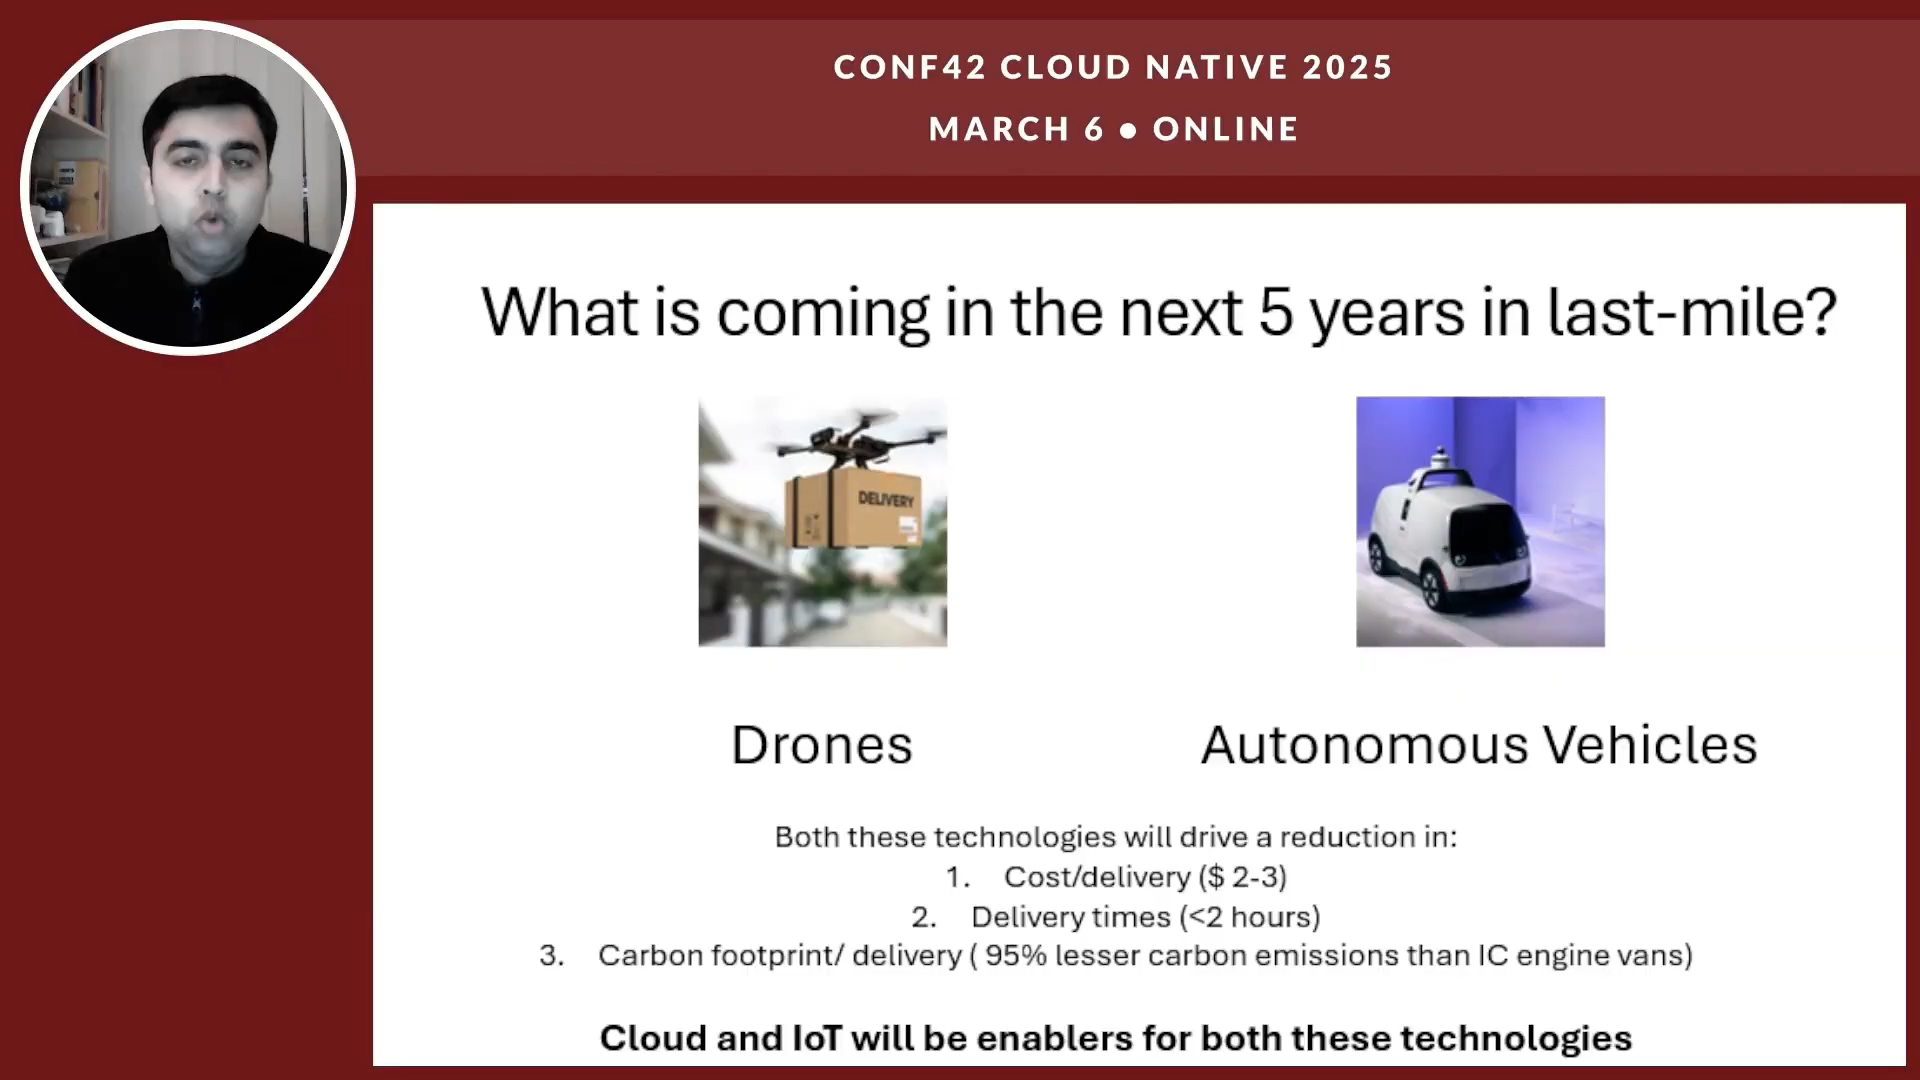 CONF42 CLOUD NATIVE 2025
MARCH 6 ● ONLINE
What is coming in the next 5 years in last-mile?
DELIVERY
Drones
Autonomous Vehicles
Both these technologies will drive a reduction in:
1. Cost/delivery ($ 2-3)
2. Delivery times (<2 hours)
3. Carbon footprint/ delivery ( 95% lesser carbon emissions than IC engine vans)
Cloud and IoT will be enablers for both these technologies